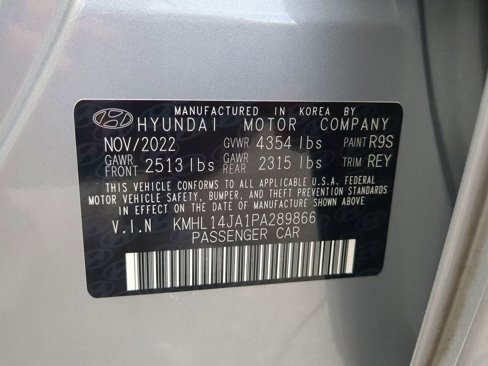 MANUFACTURED IN KOREA BY
HYUNDAI MOTOR COMPANY
NOV/2022 GVWR 4354 lbs PAINT R9S
GAWR FRONT 2513 lbs GAWR REAR 2315 lbs TRIM REY
THIS VEHICLE CONFORMS TO ALL APPLICABLE U.S.A. FEDERAL
MOTOR VEHICLE SAFETY, BUMPER, AND THEFT PREVENTION STANDARDS
IN EFFECT ON THE DATE OF MANUFACTURE SHOWN ABOVE.
V.I.N KMHL14JA1PA289866
PASSENGER CAR